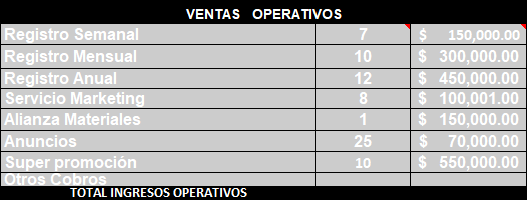 VENTAS OPERATIVOS
Registro Semanal 7 $ 150,000.00
Registro Mensual 10 $ 300,000.00
Registro Anual 12 $ 450,000.00
Servicio Marketing 8 $ 100,001.00
Alianza Materiales 1 $ 150,000.00
Anuncios 25 $ 70,000.00
Super promoción 10 $ 550,000.00
Otros Cobros
TOTAL INGRESOS OPERATIVOS